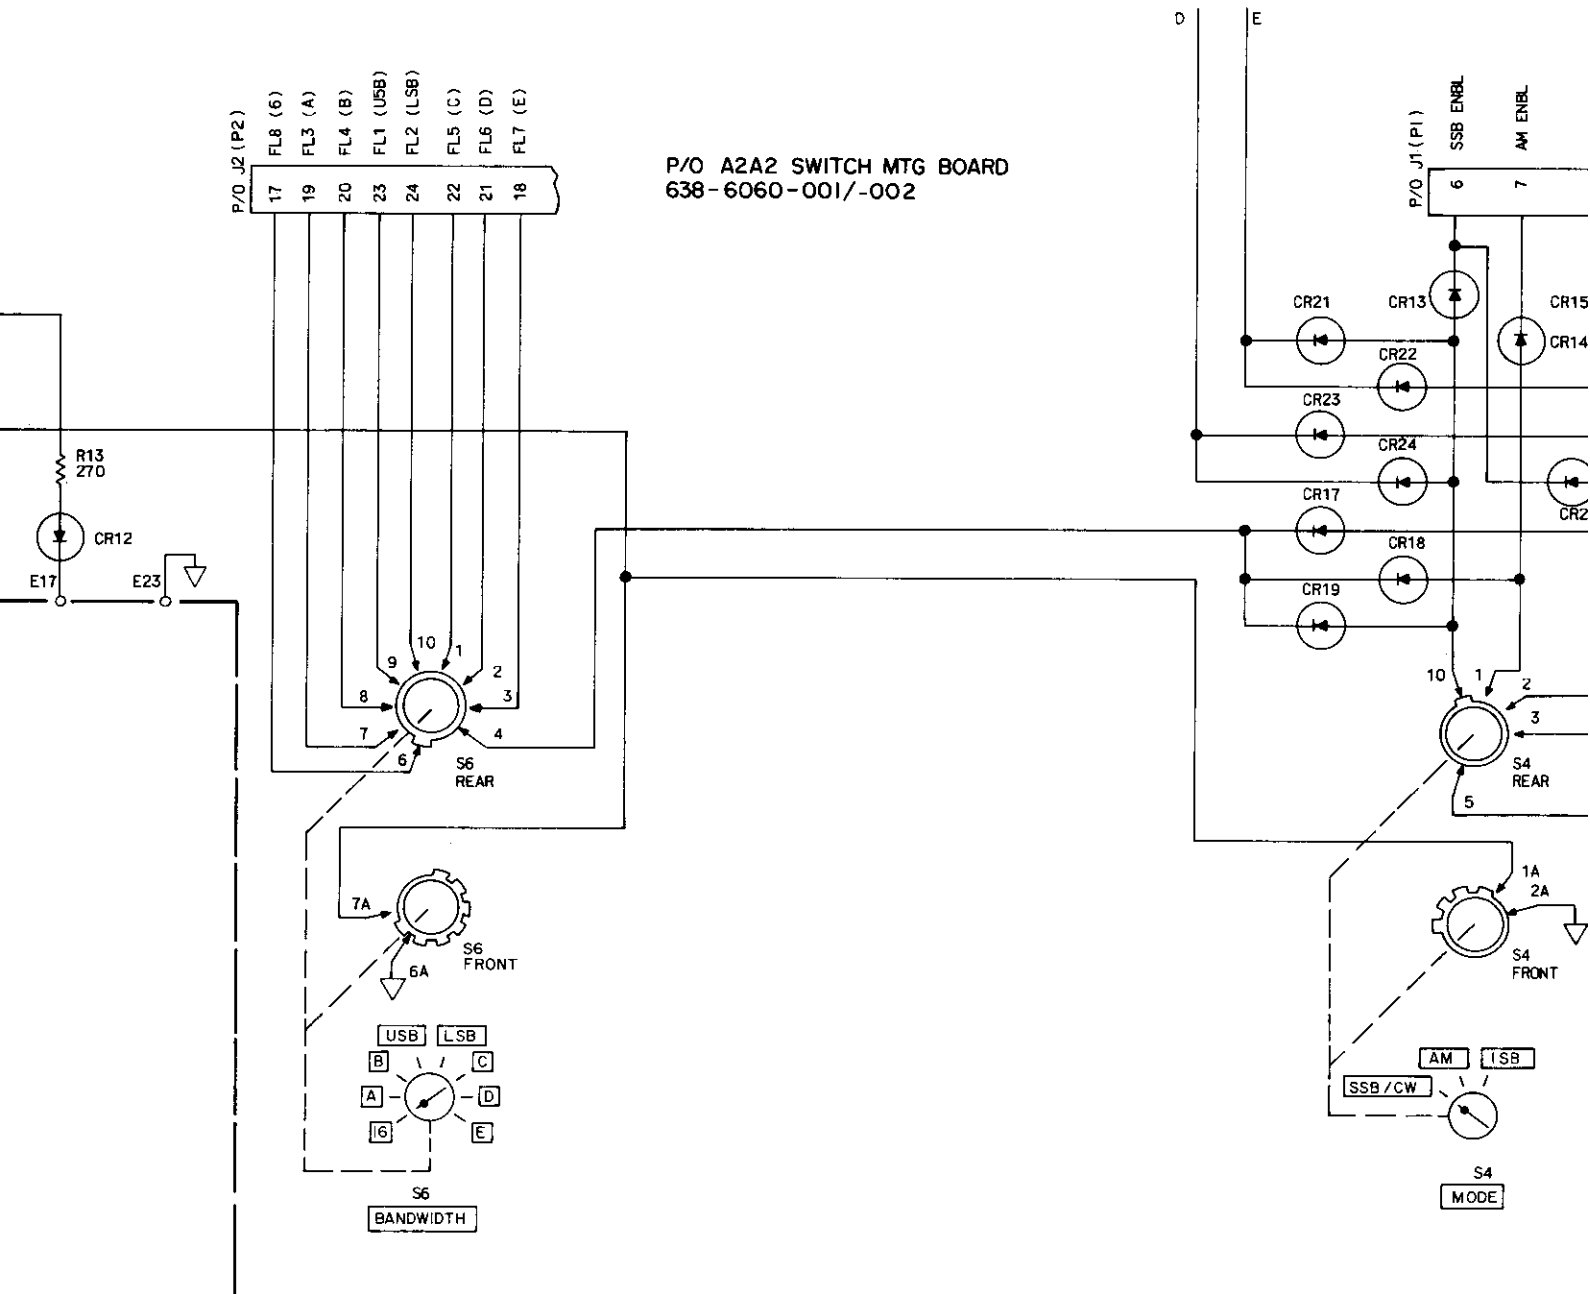 D E
P/O J2 (P2)
FL8 (6)
FL3 (A)
FL4 (B)
FL1 (USB)
FL2 (LSB)
FL5 (C)
FL6 (D)
FL7 (E)
17 19 20 23 24 22 21 18
P/O A2A2 SWITCH MTG BOARD
638-6060-001/-002
P/O J1 (P1)
SSB ENBL
AM ENBL
6 7
CR21
CR13
CR15
CR14
CR22
CR23
CR24
CR17
CR2
CR18
CR19
R13
270
CR12
E17
E23
10
1
9
2
8
3
7
4
6
S6
REAR
10
1
2
3
S4
REAR
5
7A
6A
S6
FRONT
1A
2A
S4
FRONT
USB LSB
B C
A D
16 E
S6
BANDWIDTH
AM ISB
SSB/CW
S4
MODE